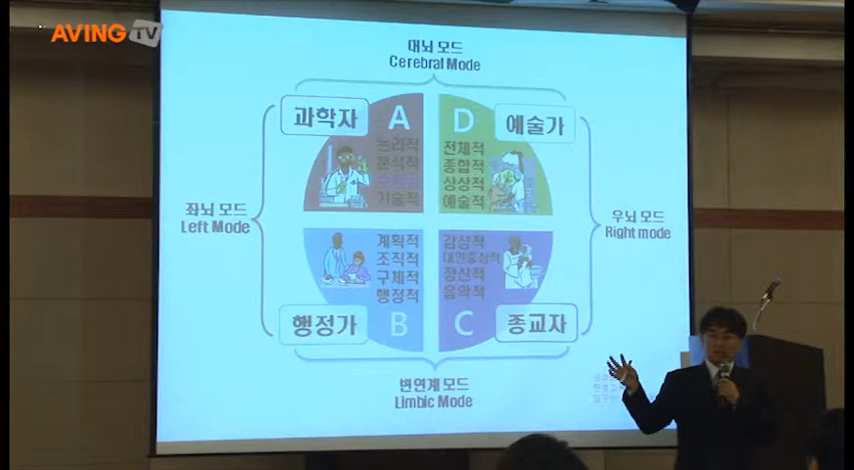 AVING TV
대뇌 모드
Cerebral Mode
과학자
A
D
예술가
논리적
분석적
기술적
전체적
종합적
상상적
예술적
좌뇌 모드
Left Mode
우뇌 모드
Right mode
계획적
조직적
구체적
행정적
감성적
대인중심적
정신적
음악적
행정가
B
C
종교자
변연계 모드
Limbic Mode